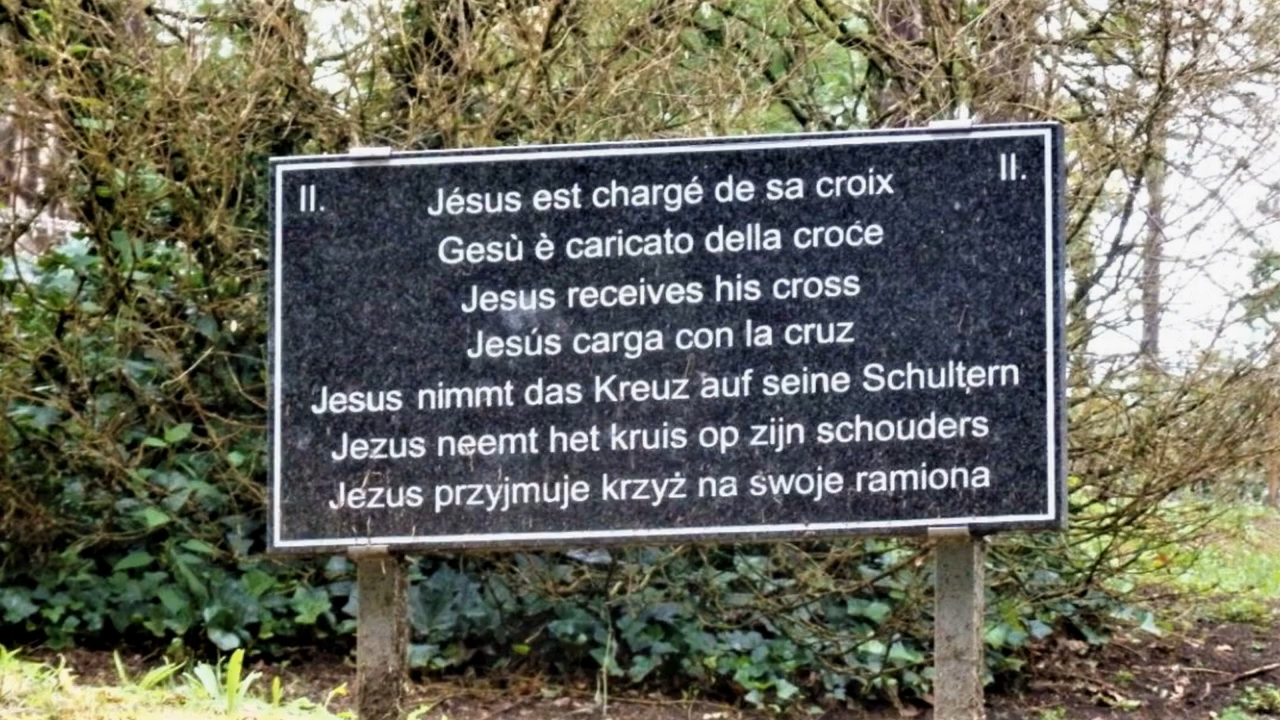 II. Jésus est chargé de sa croix II.
Gesù è caricato della croće
Jesus receives his cross
Jesús carga con la cruz
Jesus nimmt das Kreuz auf seine Schultern
Jezus neemt het kruis op zijn schouders
Jezus przyjmuje krzyż na swoje ramiona